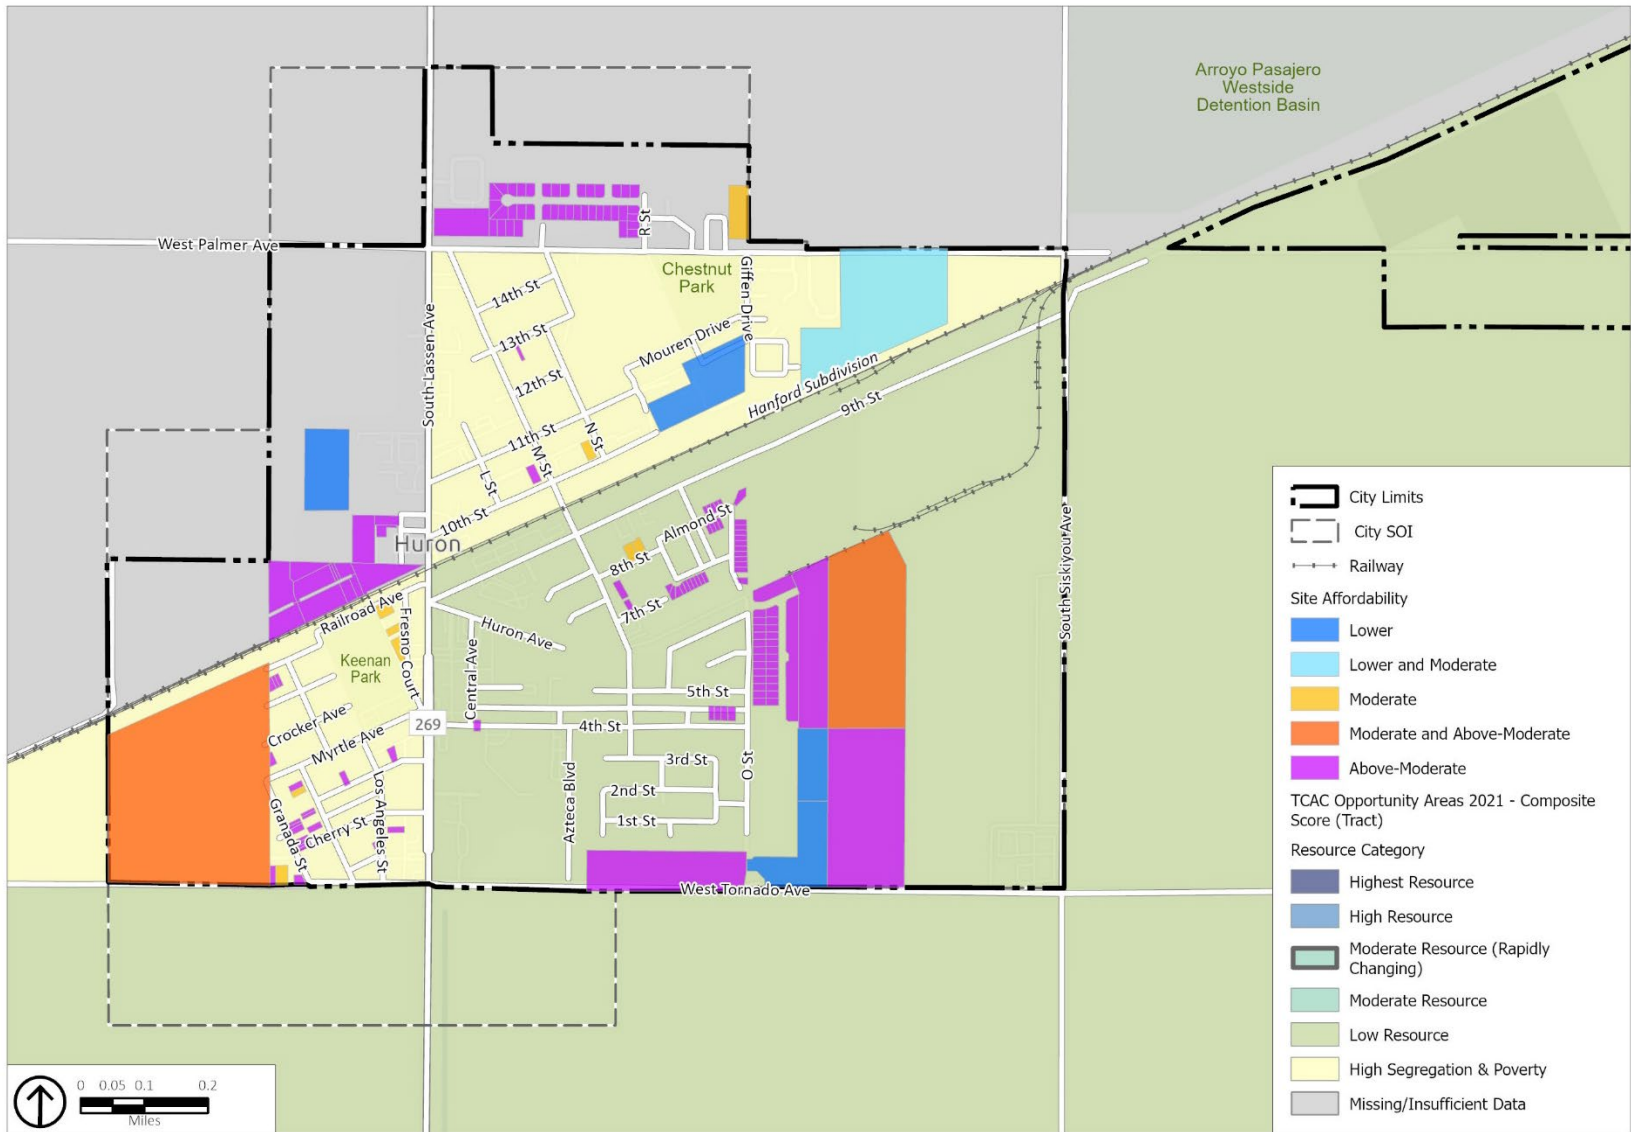 Arroyo Pasajero
Westside
Detention Basin
West Palmer Ave
R St
Chestnut
Park
Giffen Drive
14th St
South Lassen Ave
13th St
Mouren Drive
12th St
Hanford Subdivision
9th St
11th St
N St
M St
L St
10th St
Huron
Almond St
8th St
7th St
South Siskiyou Ave
Railroad Ave
Fresno Court
Huron Ave
Central Ave
Keenan
Park
5th St
269
4th St
Crocker Ave
Myrtle Ave
3rd St
O St
2nd St
1st St
Azteca Blvd
Los Angeles St
Granada St
Cherry St
West Tornado Ave
City Limits
City SOI
Railway
Site Affordability
Lower
Lower and Moderate
Moderate
Moderate and Above-Moderate
Above-Moderate
TCAC Opportunity Areas 2021 - Composite
Score (Tract)
Resource Category
Highest Resource
High Resource
Moderate Resource (Rapidly
Changing)
Moderate Resource
Low Resource
High Segregation & Poverty
Missing/Insufficient Data
0 0.05 0.1 0.2
Miles